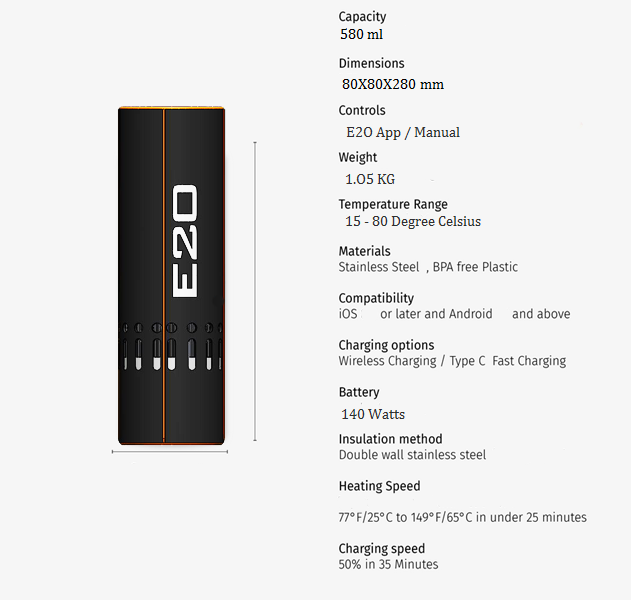 E2O
Capacity
580 ml
Dimensions
80X80X280 mm
Controls
E2O App / Manual
Weight
1.O5 KG
Temperature Range
15 - 80 Degree Celsius
Materials
Stainless Steel , BPA free Plastic
Compatibility
iOS or later and Android and above
Charging options
Wireless Charging / Type C Fast Charging
Battery
140 Watts
Insulation method
Double wall stainless steel
Heating Speed
77°F/25°C to 149°F/65°C in under 25 minutes
Charging speed
50% in 35 Minutes